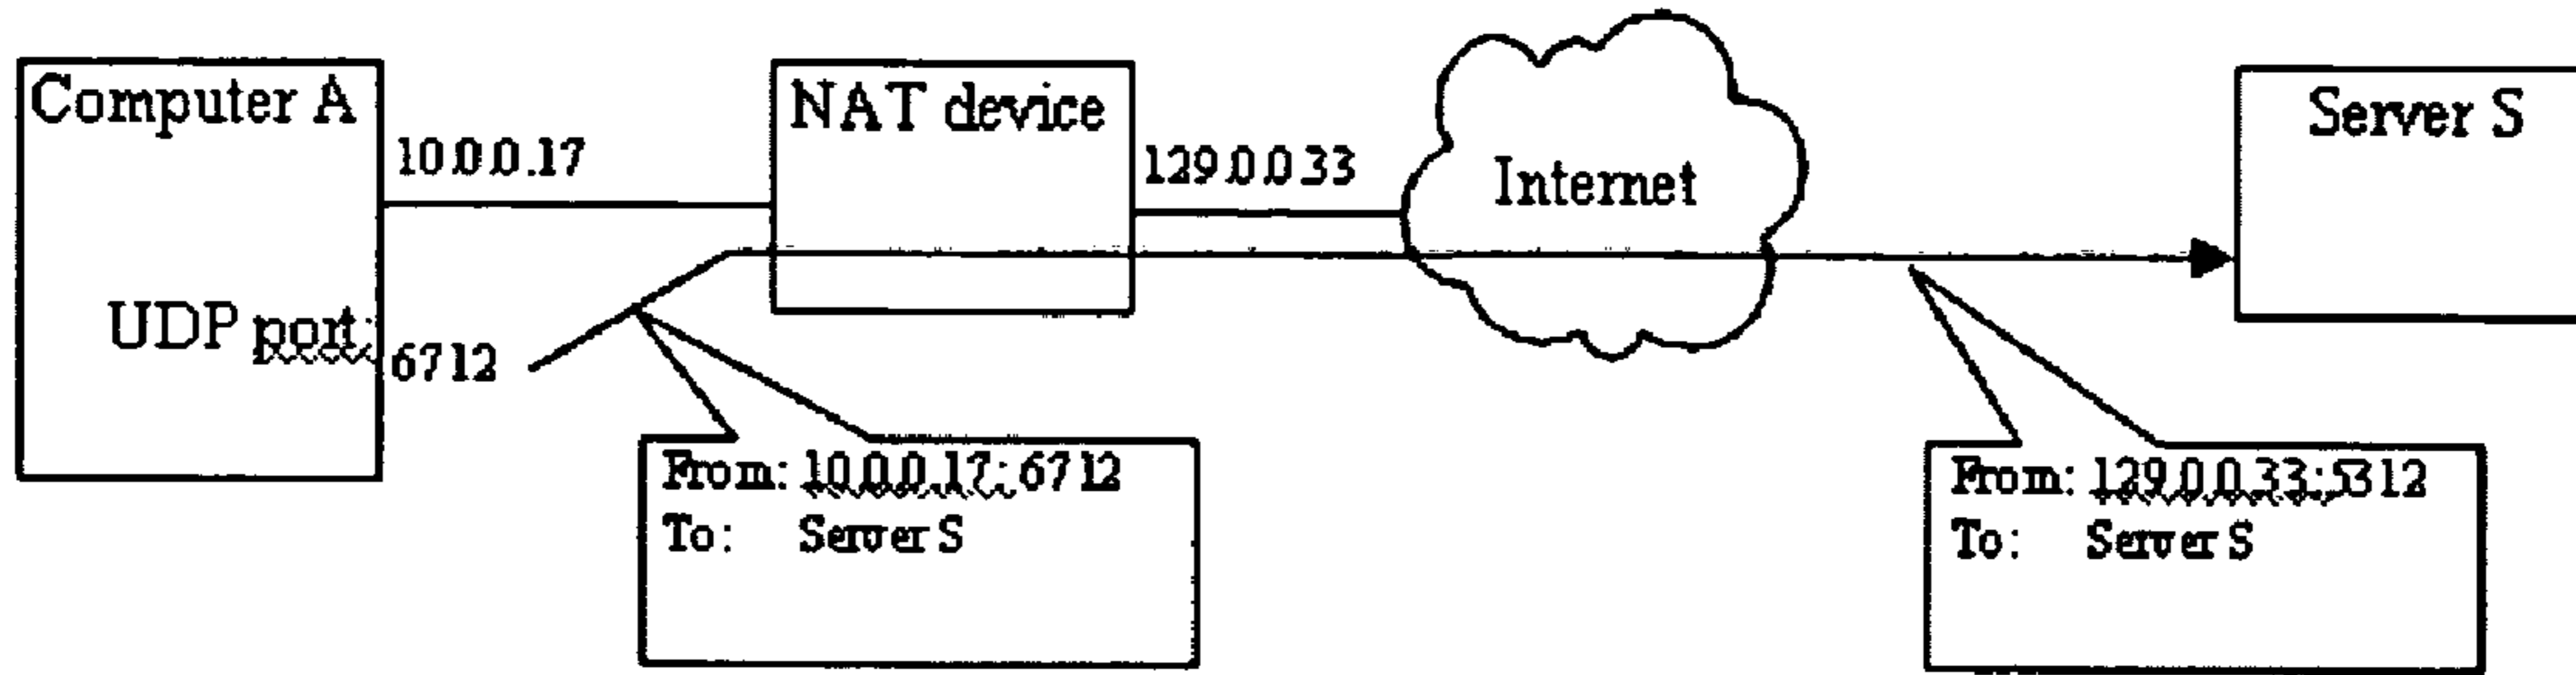 Computer A
10.0.0.17
UDP port:
6712
NAT device
129.0.0.33
Internet
Server S
From: 10.0.0.17:6712
To: Server S
From: 129.0.0.33:5312
To: Server S